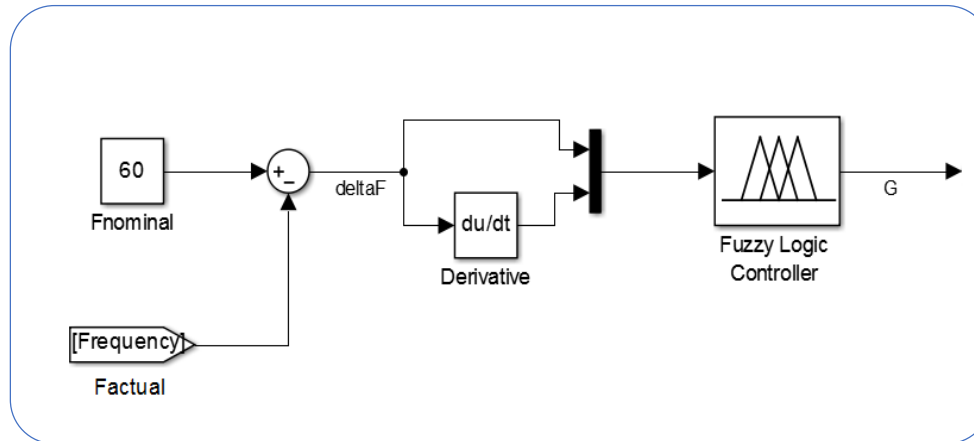 60
Fnominal
+
_
deltaF
du/dt
Derivative
Fuzzy Logic
Controller
G
[Frequency]
Factual